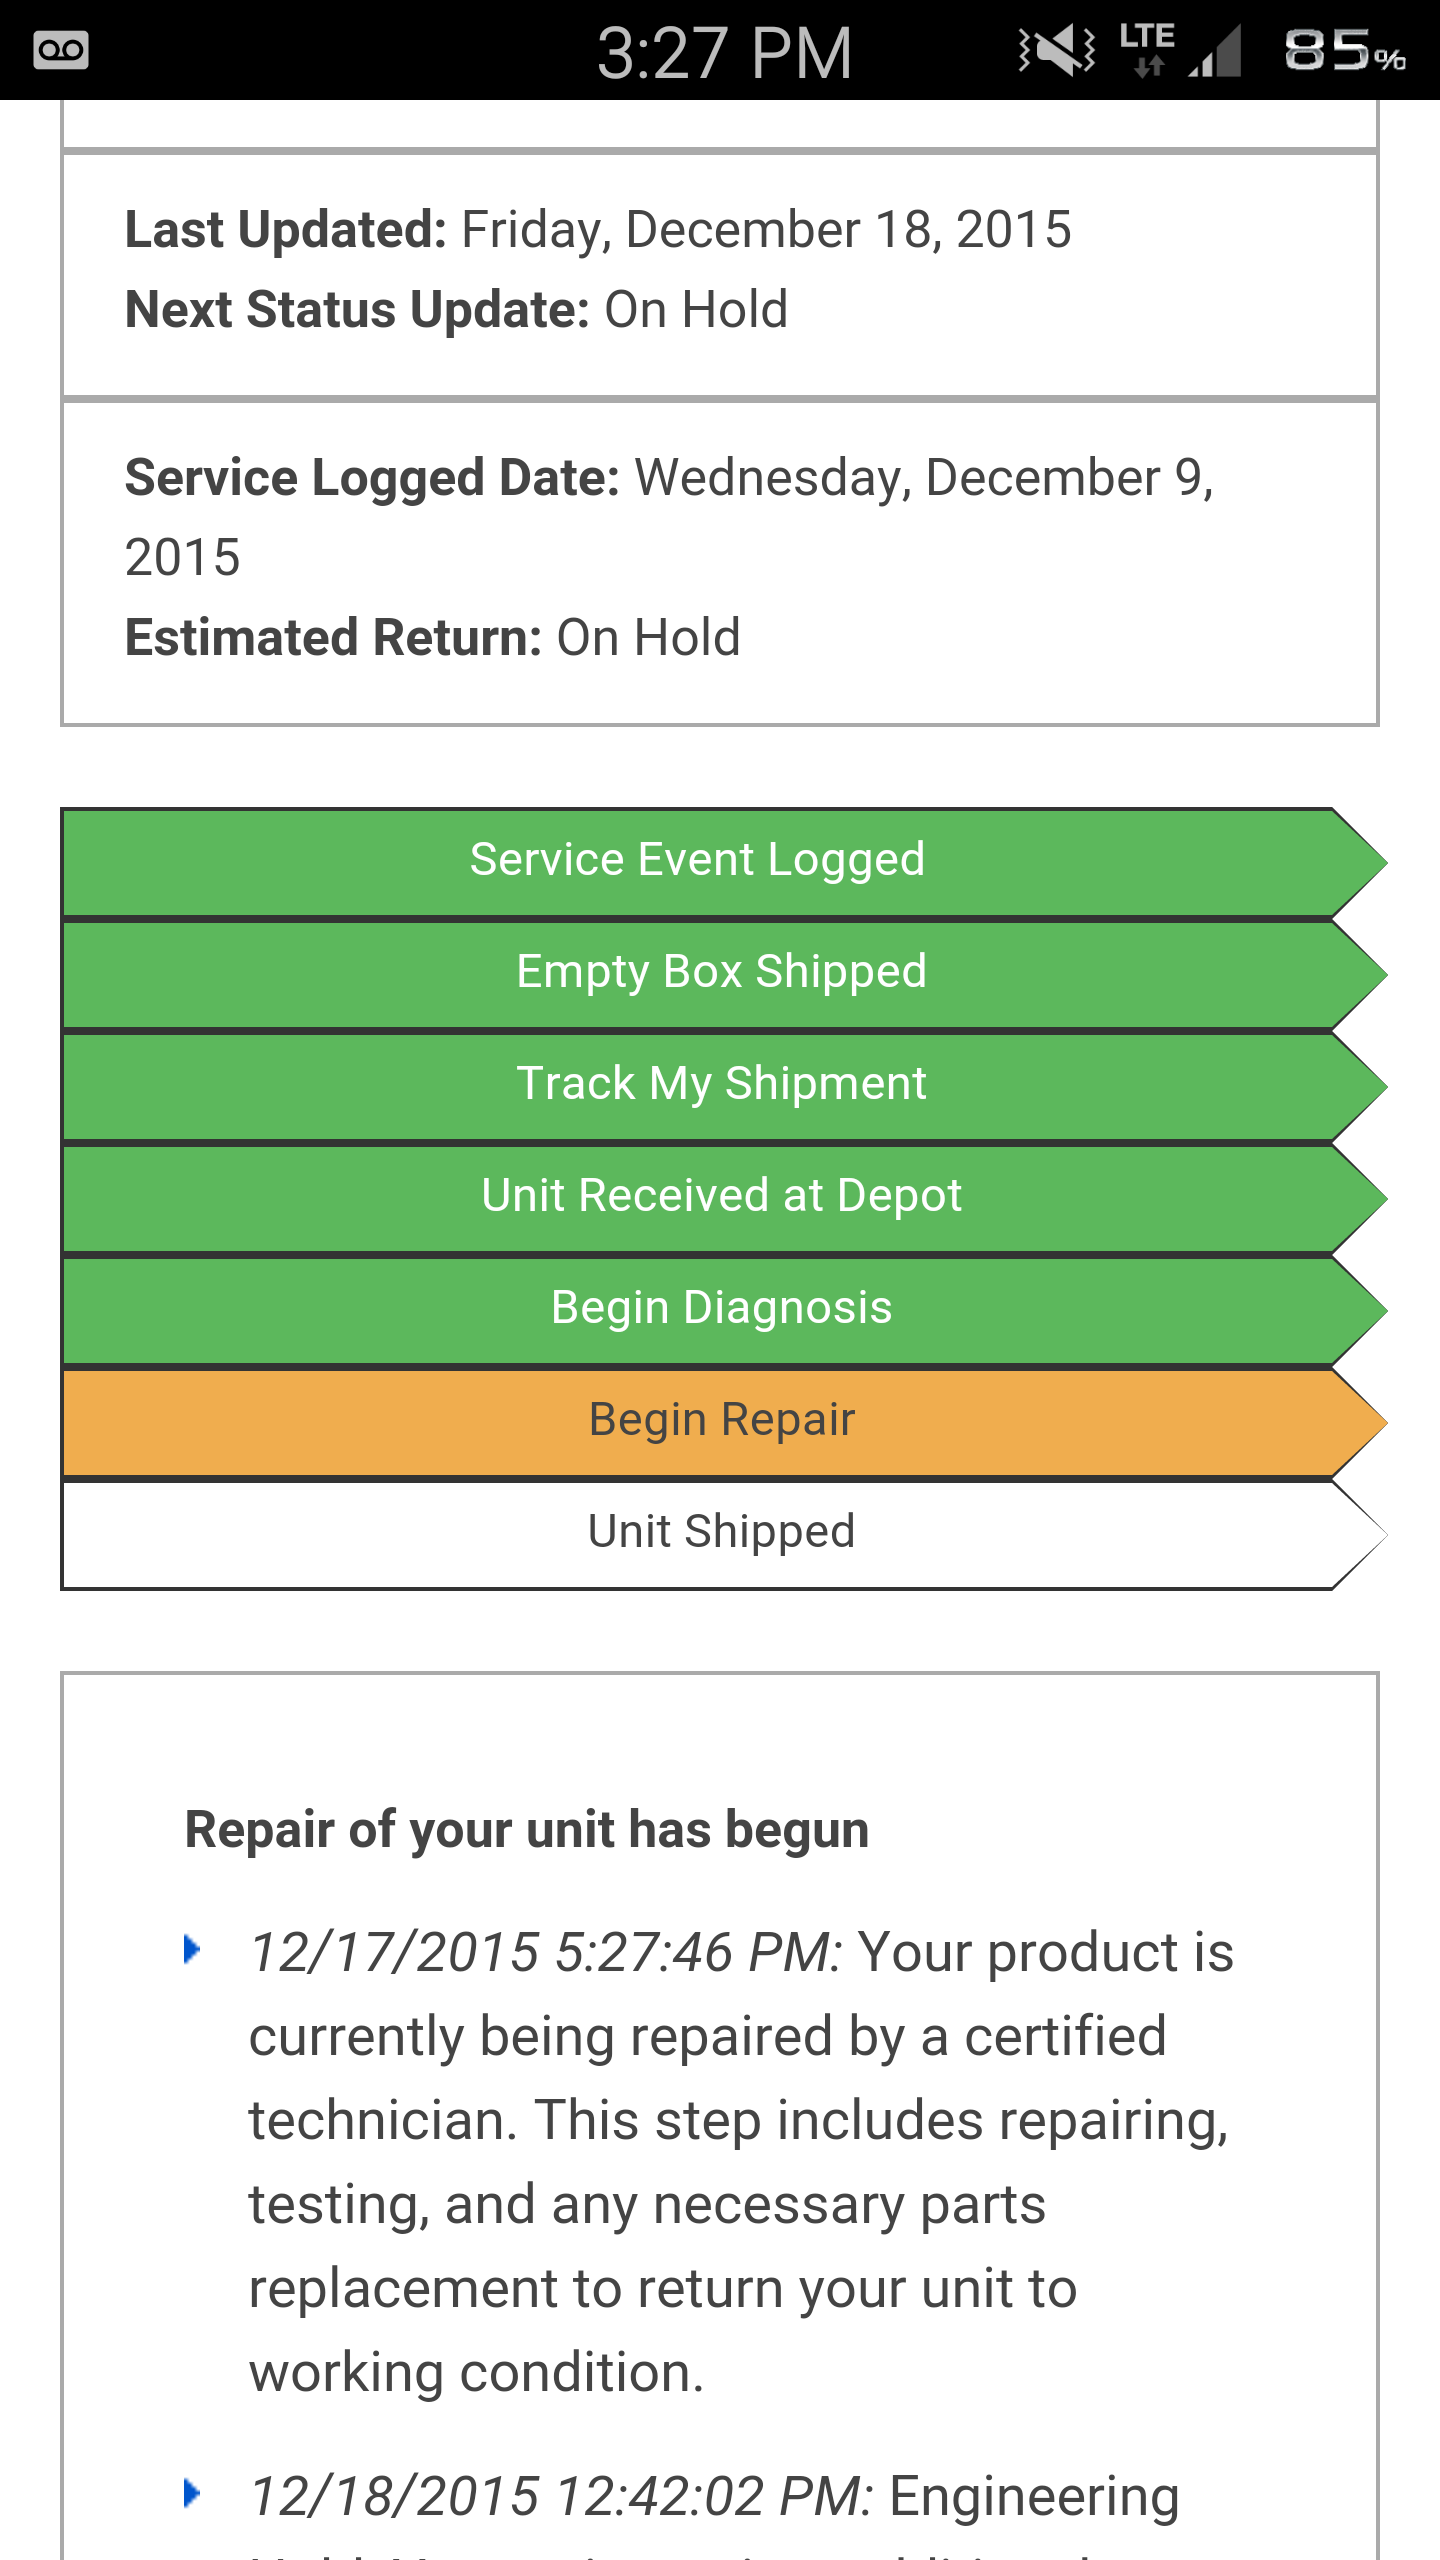 3:27 PM
LTE
85%
Last Updated: Friday, December 18, 2015
Next Status Update: On Hold
Service Logged Date: Wednesday, December 9,
2015
Estimated Return: On Hold
Service Event Logged
Empty Box Shipped
Track My Shipment
Unit Received at Depot
Begin Diagnosis
Begin Repair
Unit Shipped
Repair of your unit has begun
12/17/2015 5:27:46 PM: Your product is
currently being repaired by a certified
technician. This step includes repairing,
testing, and any necessary parts
replacement to return your unit to
working condition.
12/18/2015 12:42:02 PM: Engineering